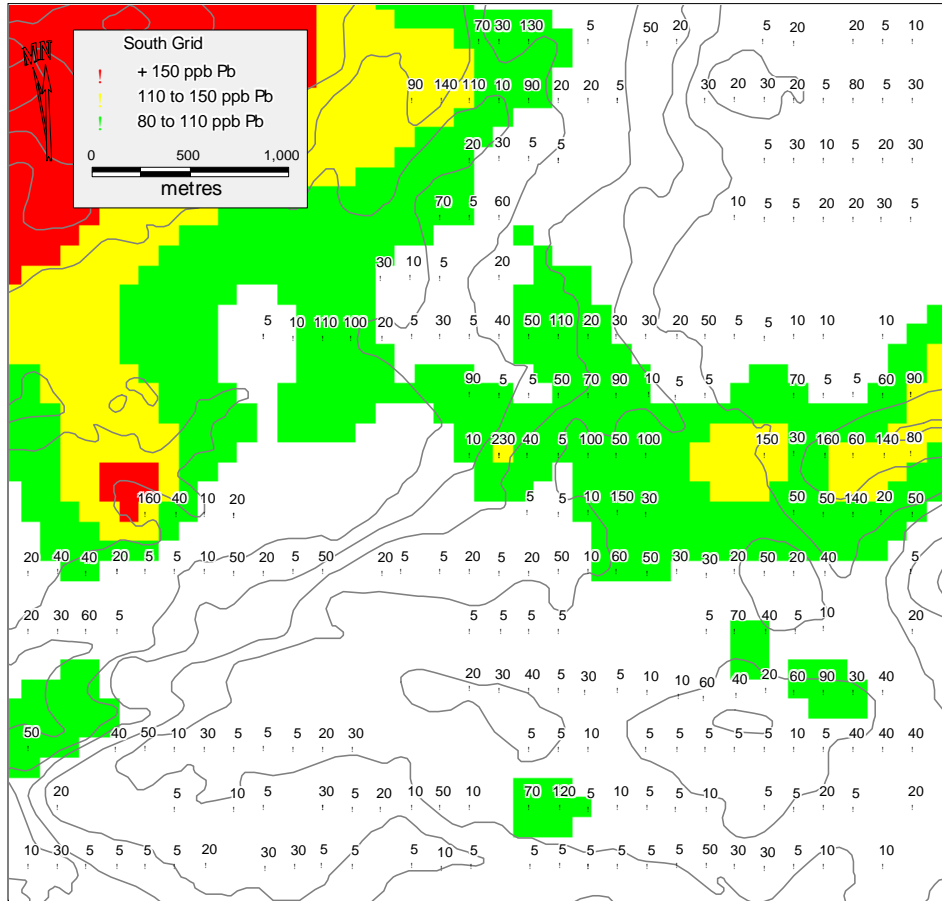 70 30 130 5 50 20 5 20 20 5 10
South Grid
MN
+ 150 ppb Pb
110 to 150 ppb Pb
80 to 110 ppb Pb
0 500 1,000
metres
90 140 110 10 90 20 20 5 30 20 30 20 5 80 5 30
20 30 5 5 5 30 10 5 20 30
70 5 60 10 5 5 20 20 30 5
30 10 5 20
5 10 110 100 20 5 30 5 40 50 110 20 30 30 20 50 5 5 10 10 10
90 5 5 50 70 90 10 5 5 70 5 5 60 90
10 230 40 5 100 50 100 150 30 160 60 140 80
160 40 10 20 5 5 10 150 30 50 50 140 20 50
20 40 40 20 5 5 10 50 20 5 50 20 5 5 20 5 20 50 10 60 50 30 30 20 50 20 40 5
20 30 60 5 5 5 5 5 5 70 40 5 10 20
20 30 40 5 30 5 10 10 60 40 20 60 90 30 40
50 40 50 10 30 5 5 5 20 30 5 5 10 5 5 5 5 5 10 5 40 40 40
20 5 10 5 30 5 20 10 50 10 70 120 5 10 5 5 10 5 5 20 5 20
10 30 5 5 5 5 20 30 30 5 5 5 10 5 5 5 5 5 5 5 50 30 30 5 10 10